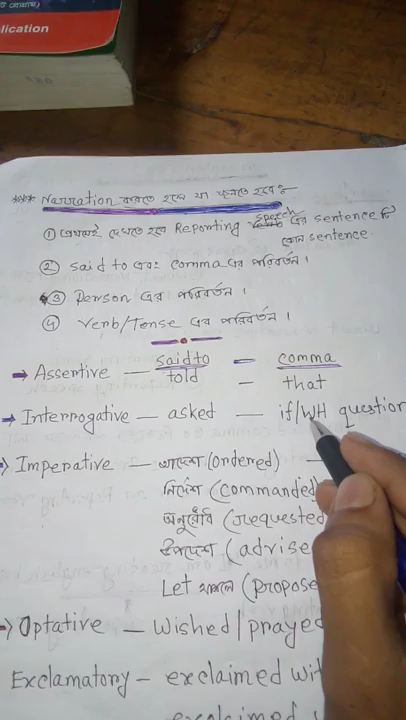 lication
*** Narration করতে হলে যা করতে হবে :-
① প্রথমেই দেখতে হবে Reporting speech এর sentence টি
কোন sentence.
② said to এবং comma এর পরিবর্তন।
③ Person এর পরিবর্তন।
④ Verb/Tense এর পরিবর্তন।
→ Assertive — said to — comma
told — that
→ Interrogative — asked — if/WH question
→ Imperative — আদেশ (ordered) —
নির্দেশ (commanded)
অনুরোধ (requested
উপদেশ (advise
Let থাকলে (propose
→ Optative — wished/prayed
Exclamatory — exclaimed wit
exclaimed